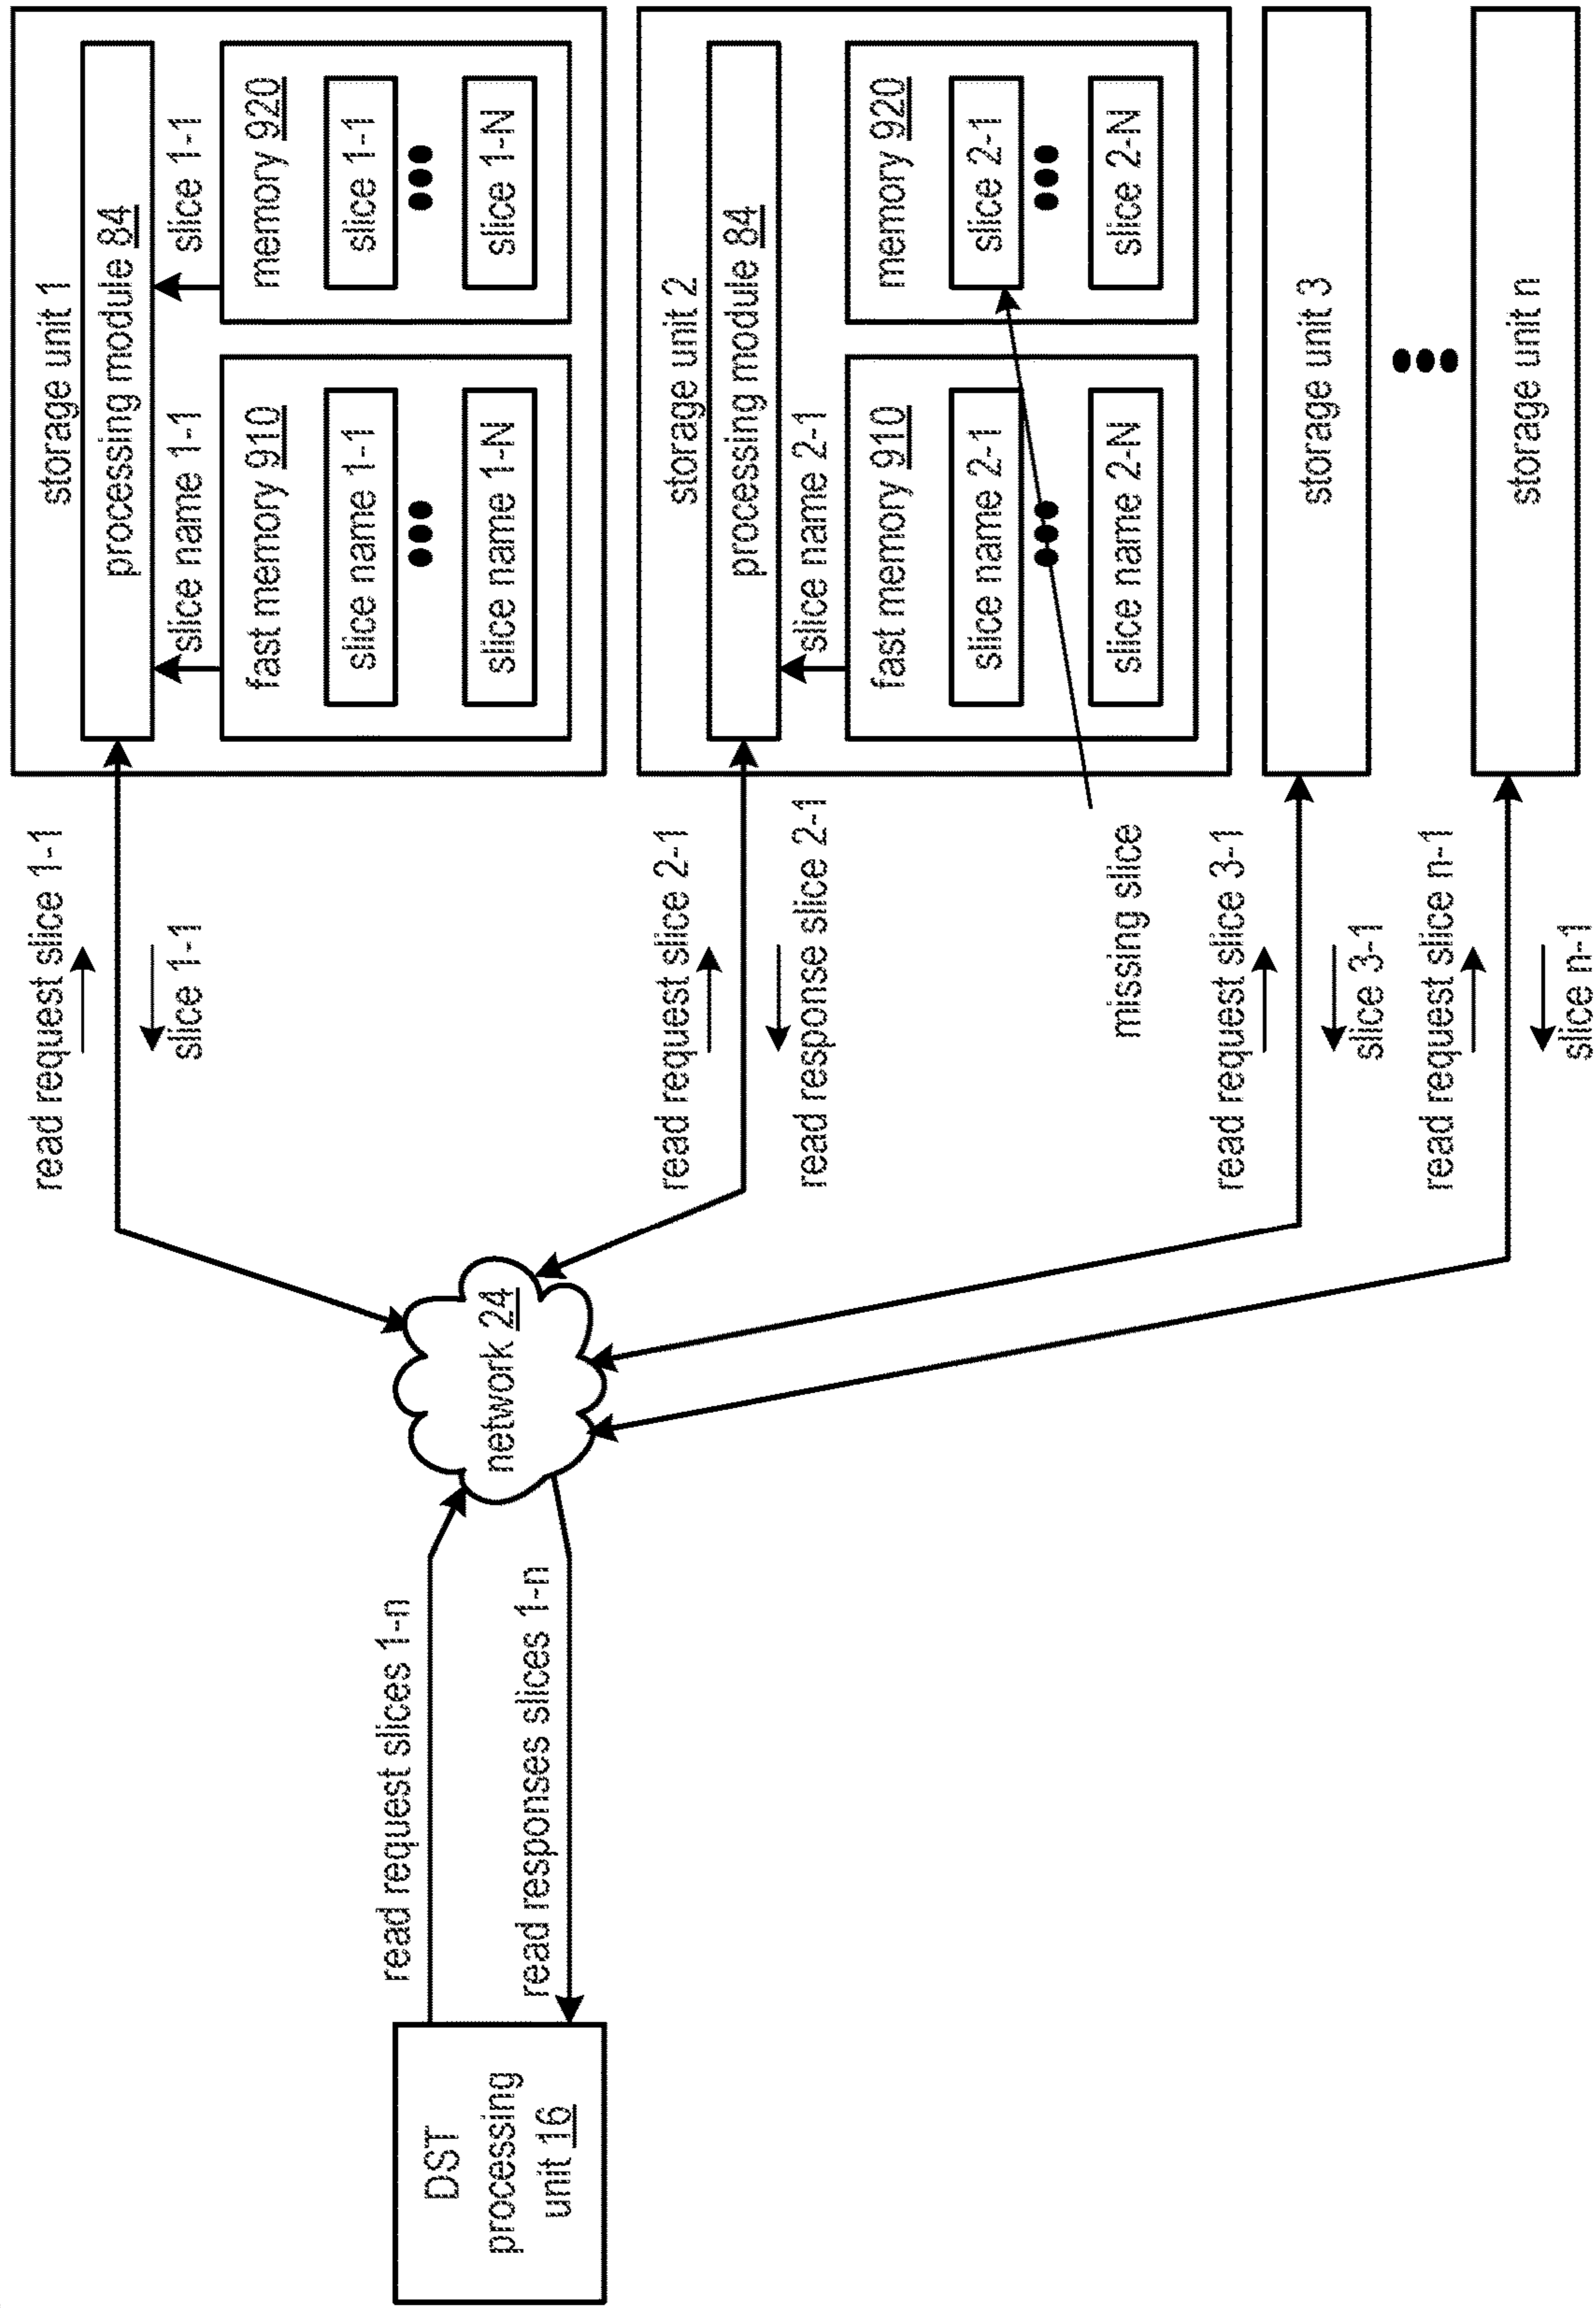 DST
processing
unit 16
read request slices 1-n
read responses slices 1-n
network 24
read request slice 1-1
slice 1-1
read request slice 2-1
read response slice 2-1
missing slice
read request slice 3-1
slice 3-1
read request slice n-1
slice n-1
storage unit 1
processing module 84
slice name 1-1
slice 1-1
fast memory 910
slice name 1-1
slice name 1-N
memory 920
slice 1-1
slice 1-N
storage unit 2
processing module 84
slice name 2-1
fast memory 910
slice name 2-1
slice name 2-N
memory 920
slice 2-1
slice 2-N
storage unit 3
storage unit n